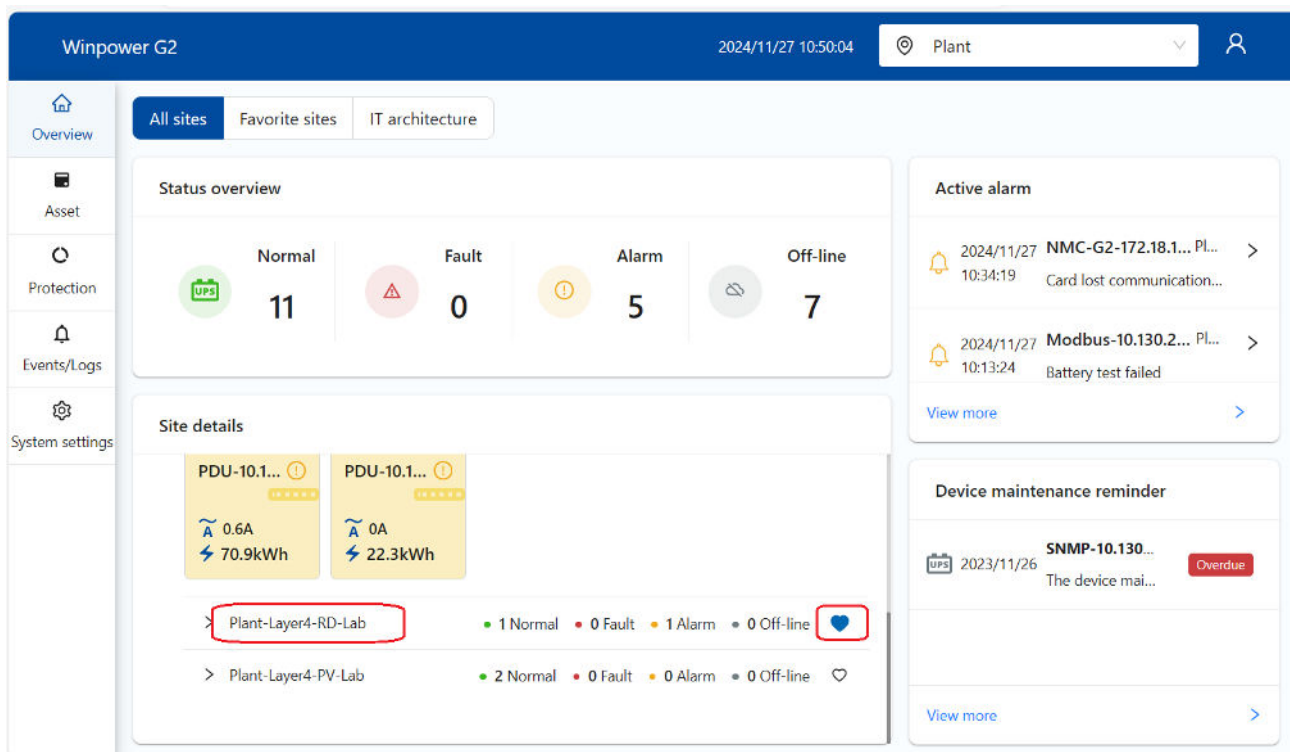 Winpower G2
2024/11/27 10:50:04
Plant
Overview
Asset
Protection
Events/Logs
System settings
All sites
Favorite sites
IT architecture
Status overview
UPS
Normal
11
Fault
0
Alarm
5
Off-line
7
Site details
PDU-10.1...
0.6A
70.9kWh
PDU-10.1...
0A
22.3kWh
Plant-Layer4-RD-Lab
1 Normal
0 Fault
1 Alarm
0 Off-line
Plant-Layer4-PV-Lab
2 Normal
0 Fault
0 Alarm
0 Off-line
Active alarm
2024/11/27
10:34:19
NMC-G2-172.18.1... Pl...
Card lost communication...
2024/11/27
10:13:24
Modbus-10.130.2... Pl...
Battery test failed
View more
Device maintenance reminder
UPS
2023/11/26
SNMP-10.130...
The device mai...
Overdue
View more